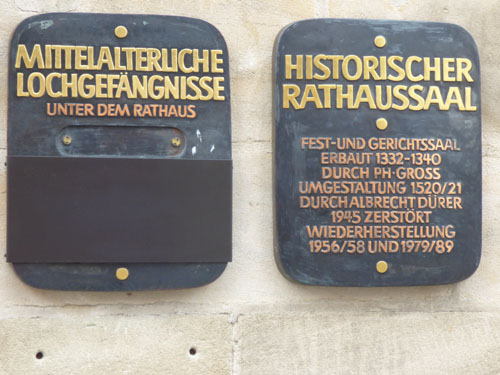 MITTELALTERLICHE
LOCHGEFÄNGNISSE
UNTER DEM RATHAUS
HISTORISCHER
RATHAUSSAAL
FEST-UND GERICHTSSAAL
ERBAUT 1332-1340
DURCH PH·GROSS
UMGESTALTUNG 1520/21
DURCH ALBRECHT DÜRER
1945 ZERSTÖRT
WIEDERHERSTELLUNG
1956/58 UND 1979/89